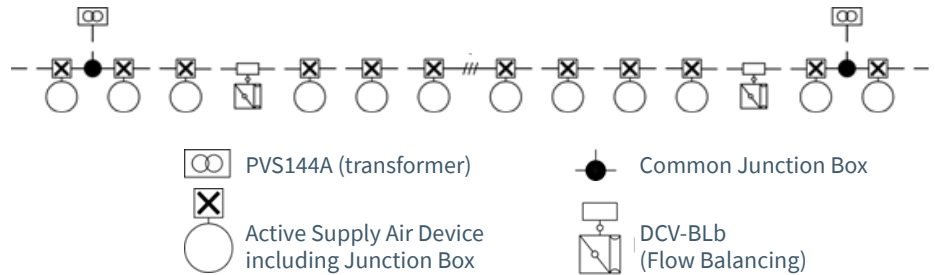 PVS144A (transformer)
Common Junction Box
Active Supply Air Device
including Junction Box
DCV-BLb
(Flow Balancing)